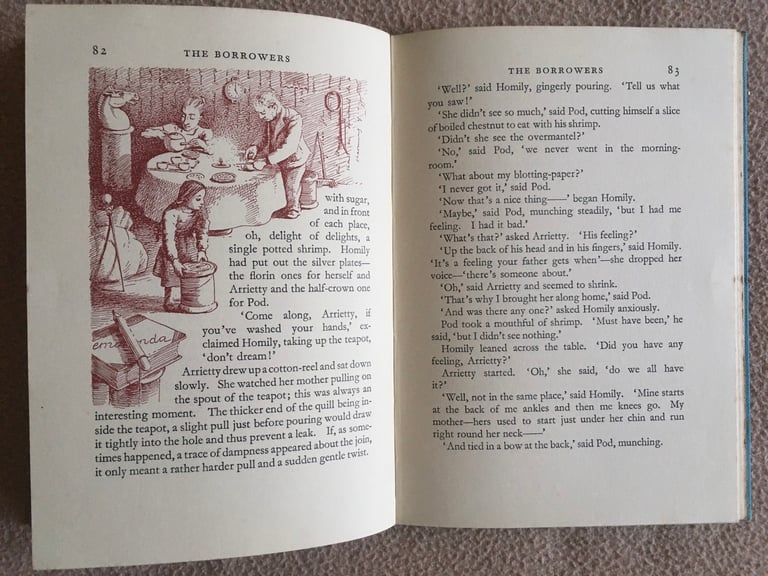 82
THE BORROWERS
with sugar,
and in front
of each place,
oh, delight of delights, a
single potted shrimp. Homily
had put out the silver plates—
the florin ones for herself and
Arrietty and the half-crown one
for Pod.
‘Come along, Arrietty, if
you’ve washed your hands,’ ex-
claimed Homily, taking up the teapot,
‘don’t dream!’
Arrietty drew up a cotton-reel and sat down
slowly. She watched her mother pulling on
the spout of the teapot; this was always an
interesting moment. The thicker end of the quill being in-
side the teapot, a slight pull just before pouring would draw
it tightly into the hole and thus prevent a leak. If, as some-
times happened, a trace of dampness appeared about the join,
it only meant a rather harder pull and a sudden gentle twist.
THE BORROWERS
83
‘Well?’ said Homily, gingerly pouring. ‘Tell us what
you saw!’
‘She didn’t see so much,’ said Pod, cutting himself a slice
of boiled chestnut to eat with his shrimp.
‘Didn’t she see the overmantel?’
‘No,’ said Pod, ‘we never went in the morning-
room.’
‘What about my blotting-paper?’
‘I never got it,’ said Pod.
‘Now that’s a nice thing——’ began Homily.
‘Maybe,’ said Pod, munching steadily, ‘but I had me
feeling. I had it bad.’
‘What’s that?’ asked Arrietty. ‘His feeling?’
‘Up the back of his head and in his fingers,’ said Homily.
‘It’s a feeling your father gets when’—she dropped her
voice—‘there’s someone about.’
‘Oh,’ said Arrietty and seemed to shrink.
‘That’s why I brought her along home,’ said Pod.
‘And was there any one?’ asked Homily anxiously.
Pod took a mouthful of shrimp. ‘Must have been,’ he
said, ‘but I didn’t see nothing.’
Homily leaned across the table. ‘Did you have any
feeling, Arrietty?’
Arrietty started. ‘Oh,’ she said, ‘do we all have
it?’
‘Well, not in the same place,’ said Homily. ‘Mine starts
at the back of me ankles and then me knees go. My
mother—hers used to start just under her chin and run
right round her neck——’
‘And tied in a bow at the back,’ said Pod, munching.